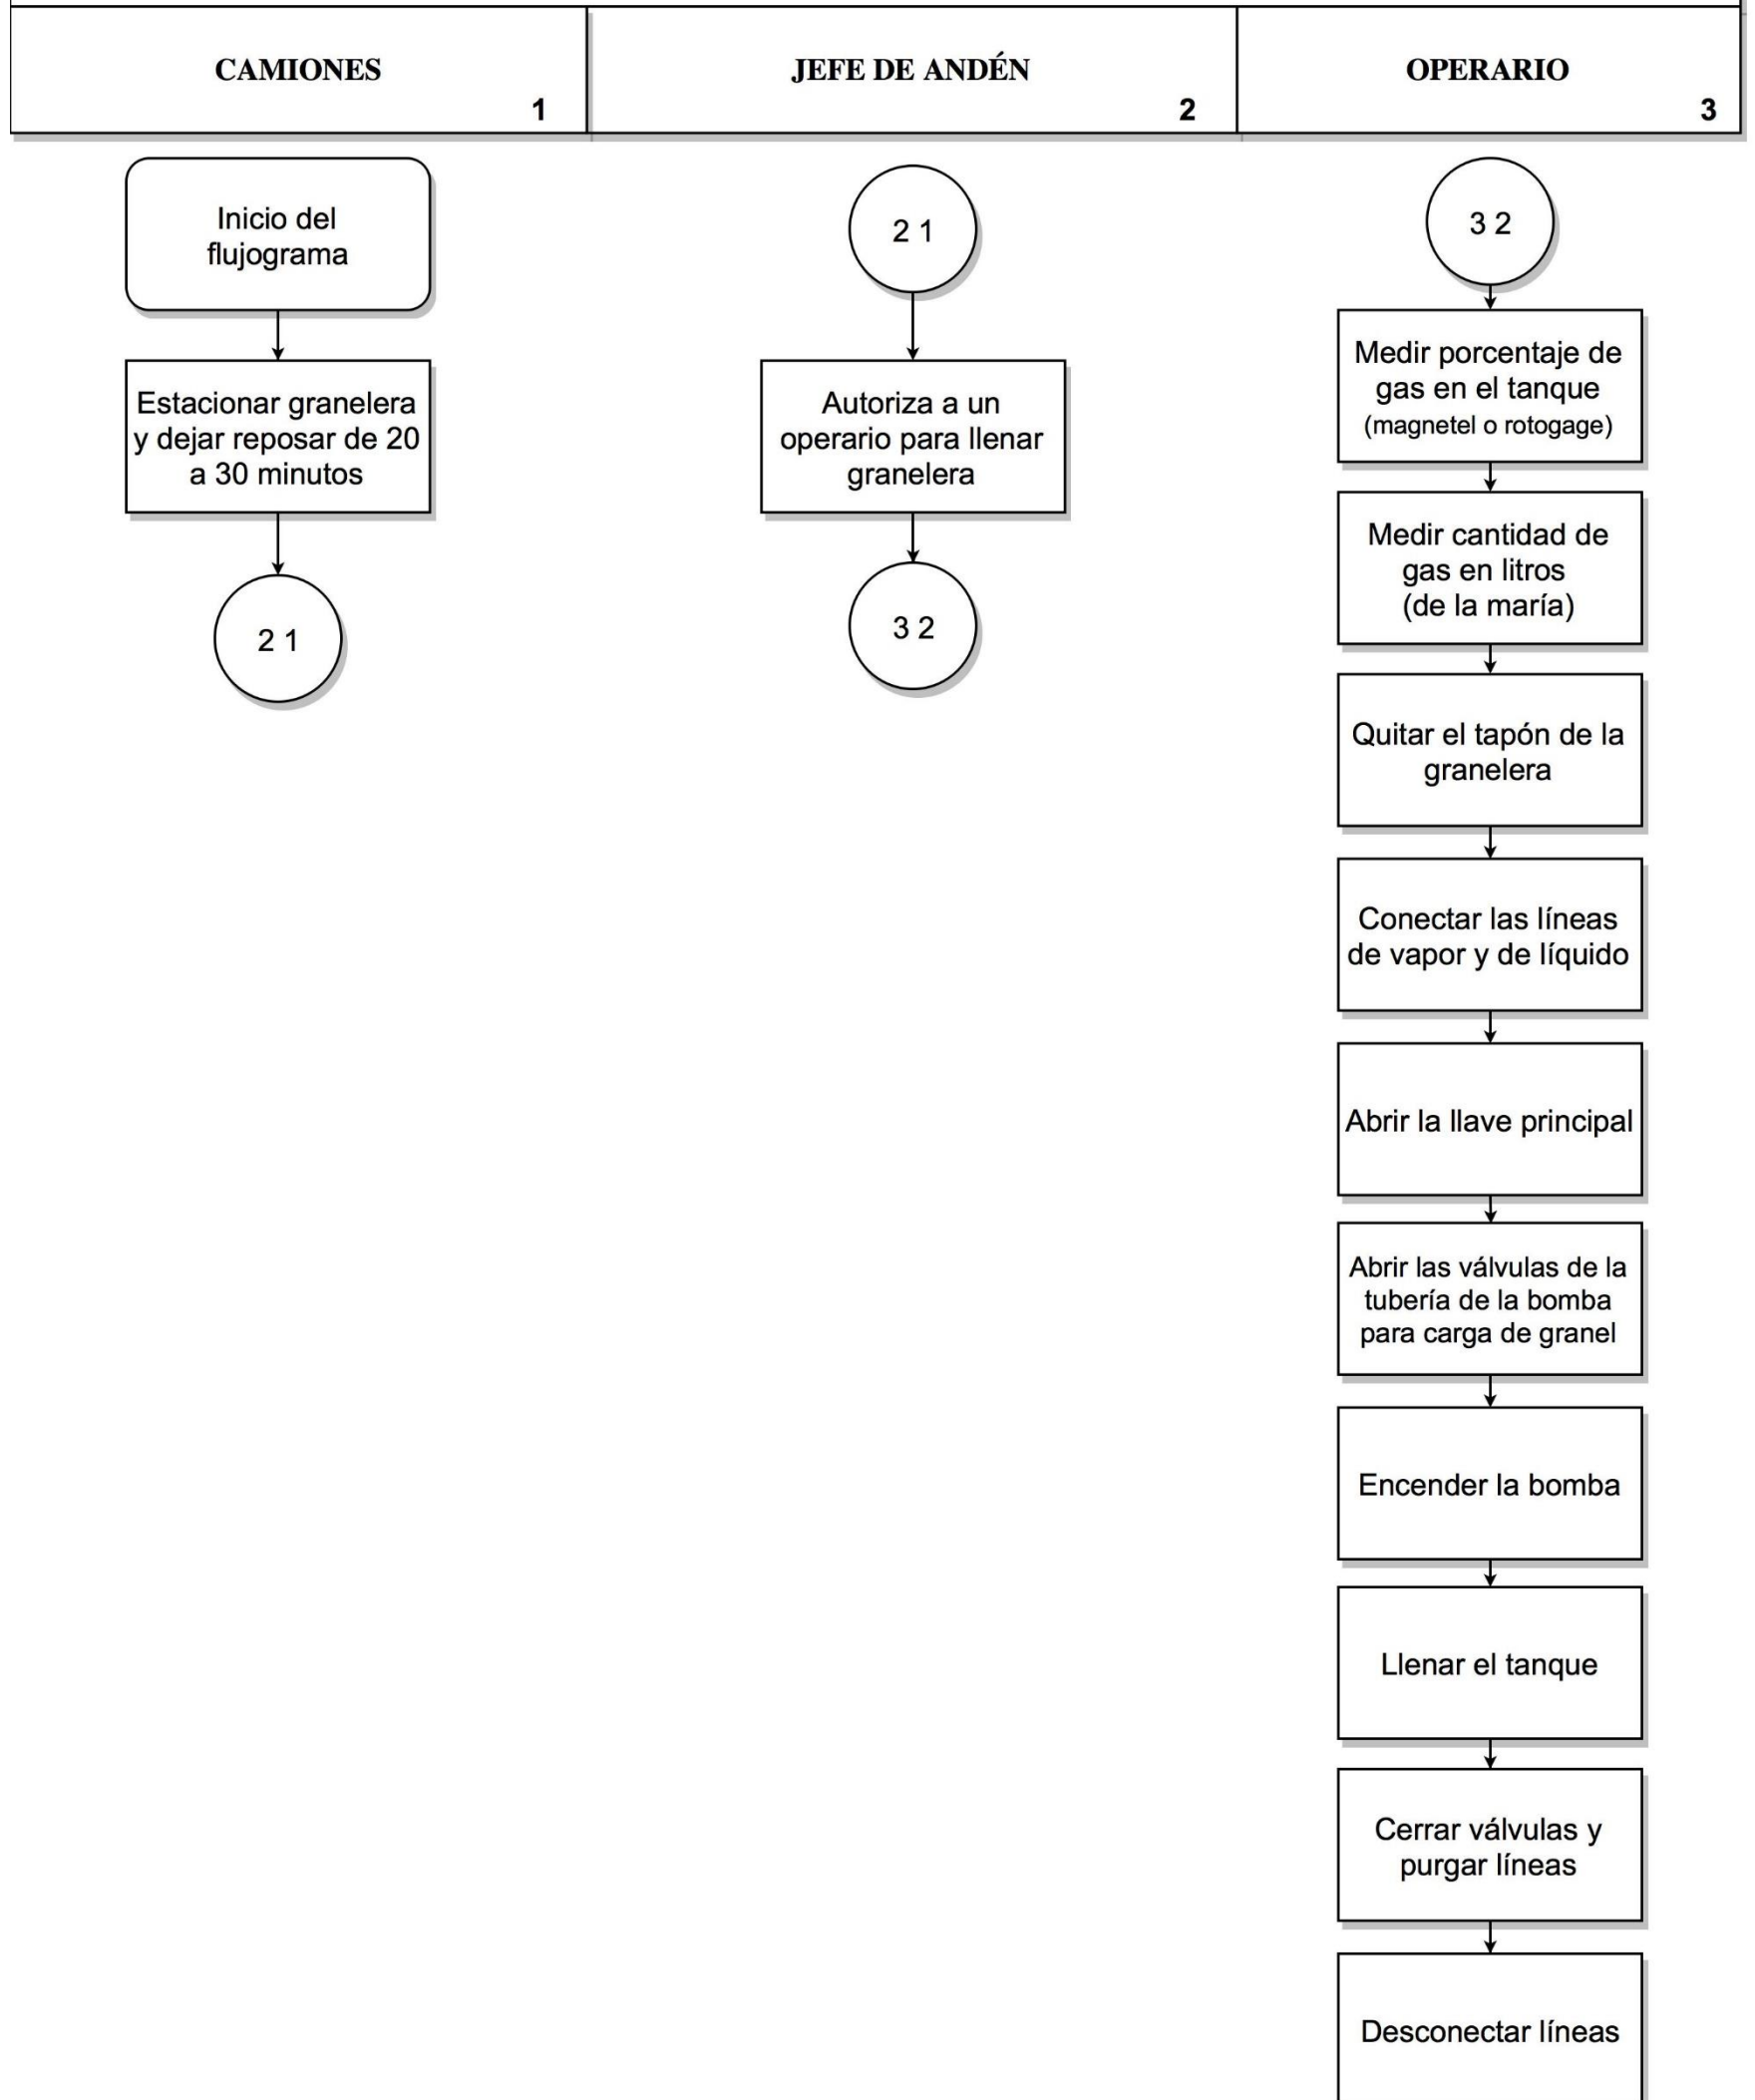 CAMIONES
1
JEFE DE ANDÉN
2
OPERARIO
3
Inicio del
flujograma
Estacionar granelera
y dejar reposar de 20
a 30 minutos
2 1
2 1
Autoriza a un
operario para llenar
granelera
3 2
3 2
Medir porcentaje de
gas en el tanque
(magnetel o rotogage)
Medir cantidad de
gas en litros
(de la maría)
Quitar el tapón de la
granelera
Conectar las líneas
de vapor y de líquido
Abrir la llave principal
Abrir las válvulas de la
tubería de la bomba
para carga de granel
Encender la bomba
Llenar el tanque
Cerrar válvulas y
purgar líneas
Desconectar líneas